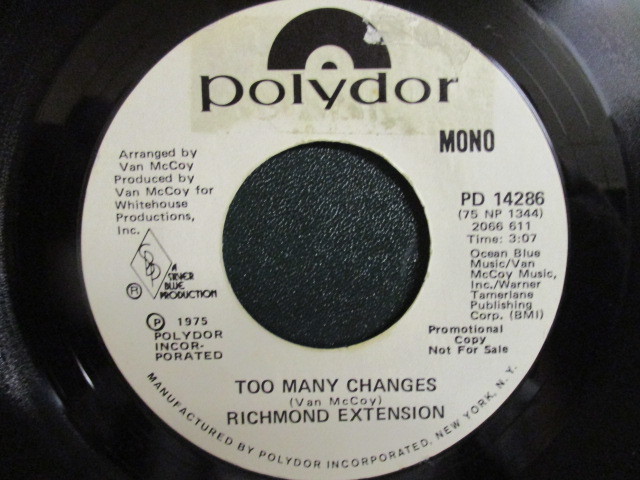 polydor
MONO
Arranged by
Van McCoy
Produced by
Van McCoy for
Whitehouse
Productions,
Inc.
A
SILVER
BLUE
PRODUCTION
®
Ⓟ 1975
POLYDOR
INCOR-
PORATED
PD 14286
(75 NP 1344)
2066 611
Time: 3:07
Ocean Blue
Music/Van
McCoy Music,
Inc./Warner
Tamerlane
Publishing
Corp. (BMI)
Promotional
Copy
Not For Sale
TOO MANY CHANGES
(Van McCoy)
RICHMOND EXTENSION
MANUFACTURED BY POLYDOR INCORPORATED, NEW YORK, N. Y.